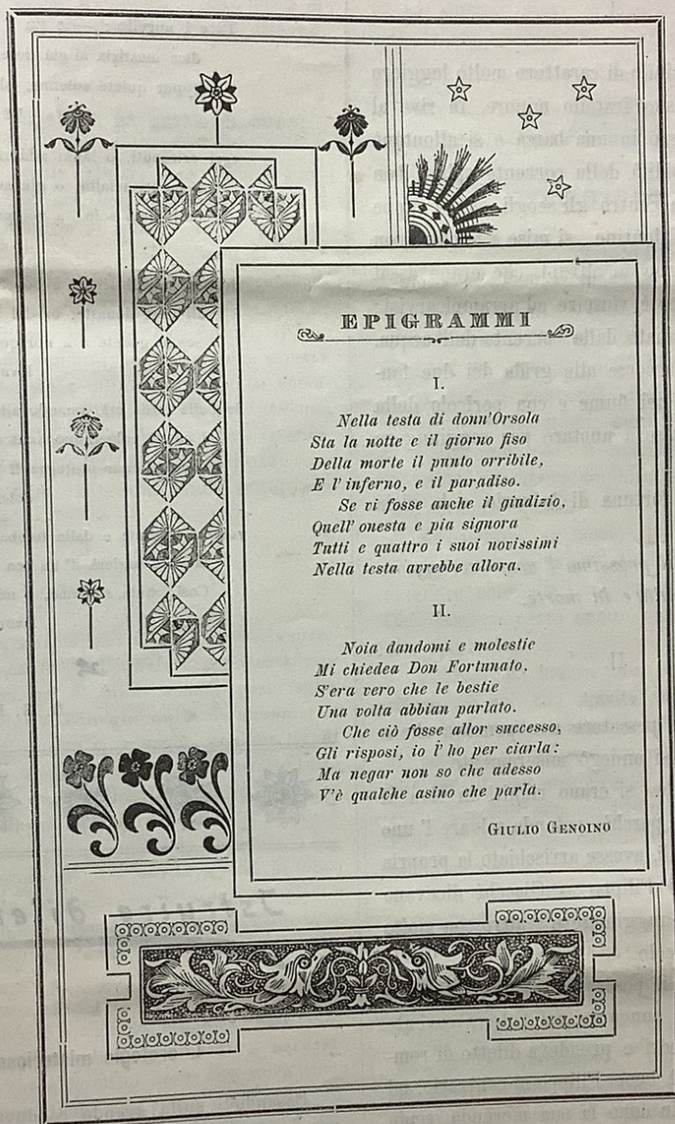 EPIGRAMMI
I.
Nella testa di donn'Orsola
Sta la notte e il giorno fiso
Della morte il punto orribile,
E l'inferno, e il paradiso.
Se vi fosse anche il giudizio,
Quell'onesta e pia signora
Tutti e quattro i suoi novissimi
Nella testa avrebbe allora.
II.
Noia dandomi e molestie
Mi chiedea Don Fortunato,
S'era vero che le bestie
Una volta abbian parlato.
Che ciò fosse allor successo,
Gli risposi, io l'ho per ciarla:
Ma negar non so che adesso
V'è qualche asino che parla.
GIULIO GENOINO